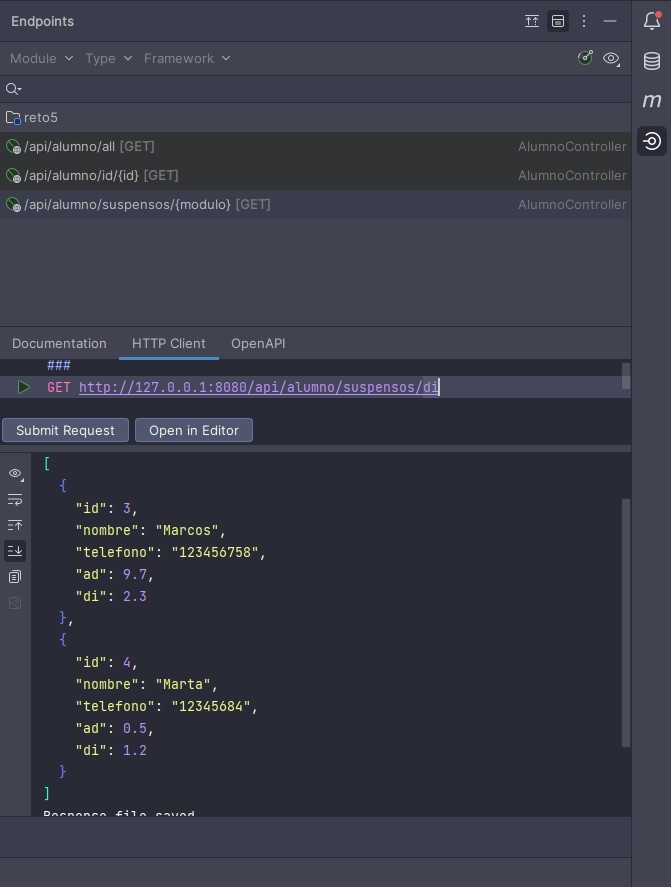 Endpoints
Module Type Framework
reto5
/api/alumno/all [GET] AlumnoController
/api/alumno/id/{id} [GET] AlumnoController
/api/alumno/suspensos/{modulo} [GET] AlumnoController
Documentation HTTP Client OpenAPI
###
GET http://127.0.0.1:8080/api/alumno/suspensos/di
Submit Request Open in Editor
[
{
"id": 3,
"nombre": "Marcos",
"telefono": "123456758",
"ad": 9.7,
"di": 2.3
},
{
"id": 4,
"nombre": "Marta",
"telefono": "12345684",
"ad": 0.5,
"di": 1.2
}
]
Response file saved.
m